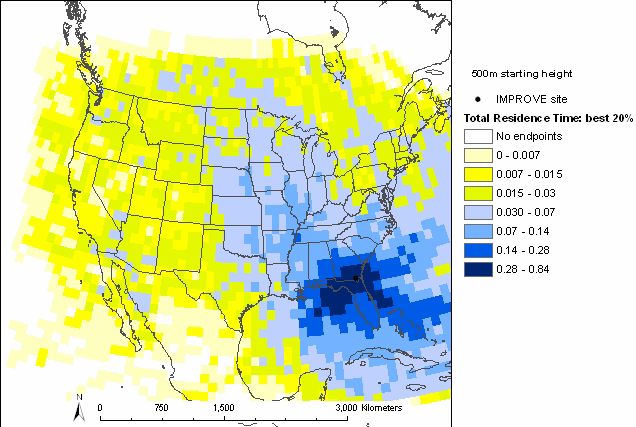 500m starting height
IMPROVE site
Total Residence Time: best 20%
No endpoints
0 - 0.007
0.007 - 0.015
0.015 - 0.03
0.030 - 0.07
0.07 - 0.14
0.14 - 0.28
0.28 - 0.84
N
0 750 1,500 3,000 Kilometers